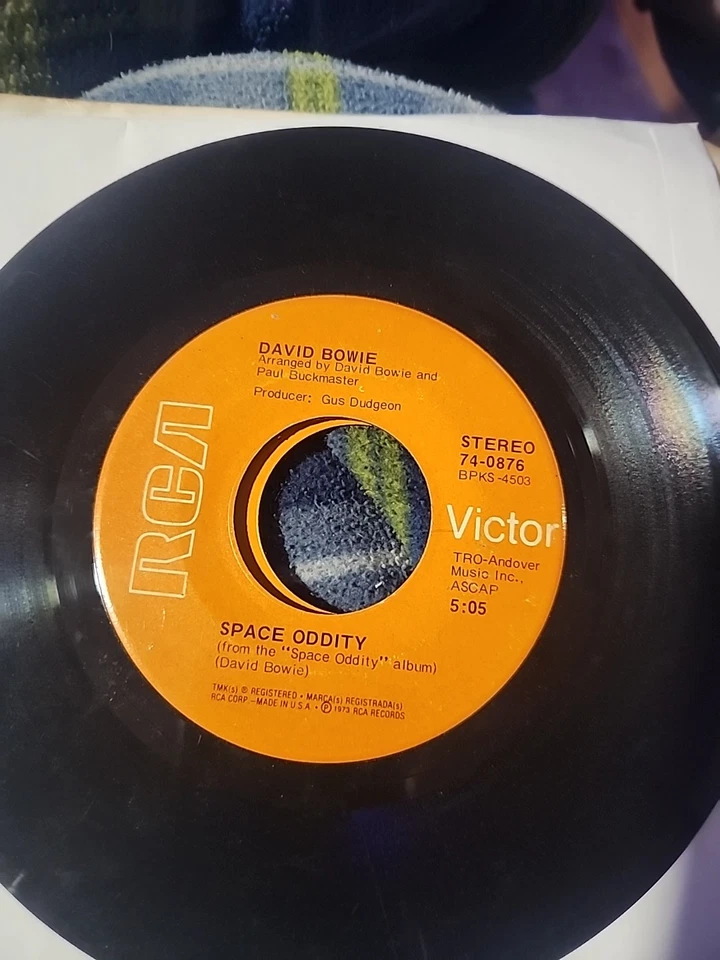 DAVID BOWIE
Arranged by David Bowie and
Paul Buckmaster
Producer: Gus Dudgeon
RCA
STEREO
74-0876
BPKS-4503
Victor
TRO-Andover
Music Inc.,
ASCAP
5:05
SPACE ODDITY
(from the "Space Oddity" album)
(David Bowie)
TMK(s) ® REGISTERED • MARCA(s) REGISTRADA(s)
RCA CORP.-MADE IN U.S.A. • ℗ 1973 RCA RECORDS